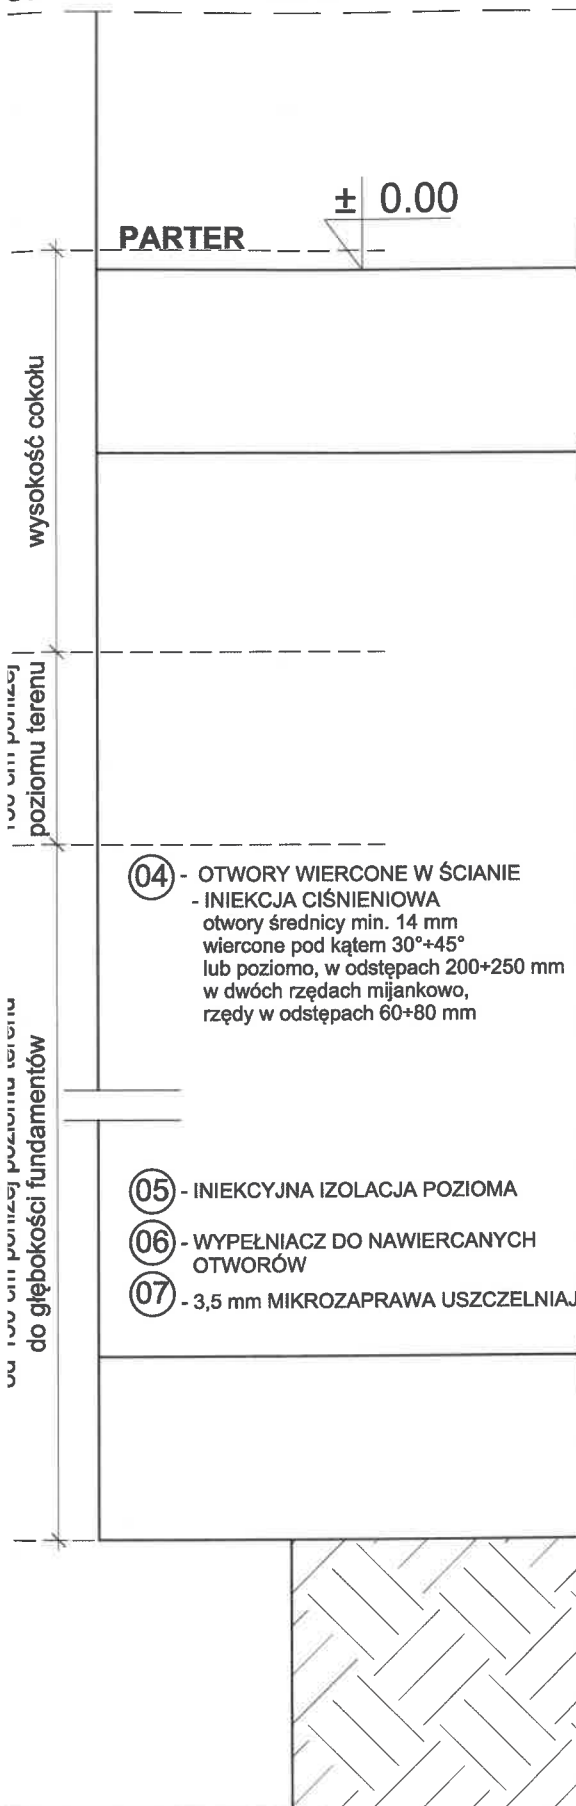 ± 0.00
PARTER
wysokość cokołu
poziomu terenu
04 - OTWORY WIERCONE W ŚCIANIE
- INIEKCJA CIŚNIENIOWA
otwory średnicy min. 14 mm
wiercone pod kątem 30°÷45°
lub poziomo, w odstępach 200÷250 mm
w dwóch rzędach mijankowo,
rzędy w odstępach 60÷80 mm
do głębokości fundamentów
05 - INIEKCYJNA IZOLACJA POZIOMA
06 - WYPEŁNIACZ DO NAWIERCANYCH
OTWORÓW
07 - 3,5 mm MIKROZAPRAWA